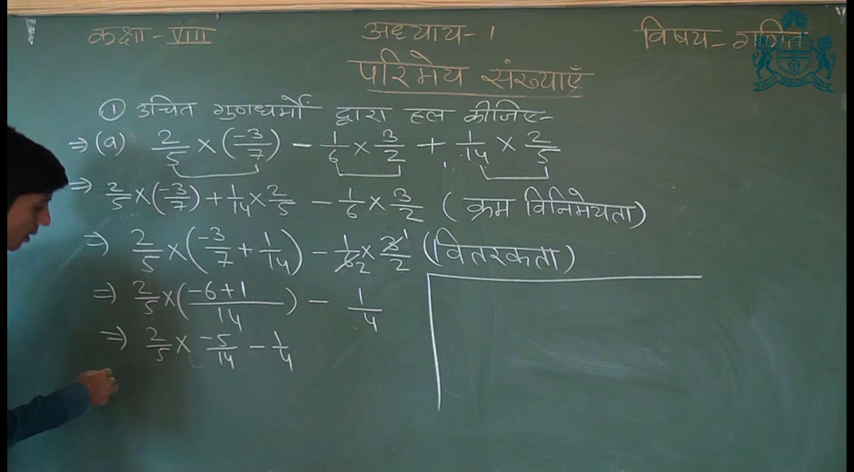 कक्षा - VIII अध्याय - 1 विषय - गणित
परिमेय संख्याएँ
① उचित गुणधर्मों द्वारा हल कीजिए-
⇒ (a) 2/5 × (-3/7) - 1/6 × 3/2 + 1/14 × 2/5
⇒ 2/5 × (-3/7) + 1/14 × 2/5 - 1/6 × 3/2 (क्रम विनिमेयता)
⇒ 2/5 × (-3/7 + 1/14) - 1/6 2 × 3 1/2 (वितरकता)
⇒ 2/5 × (-6+1/14) - 1/4
⇒ 2/5 × -5/14 - 1/4